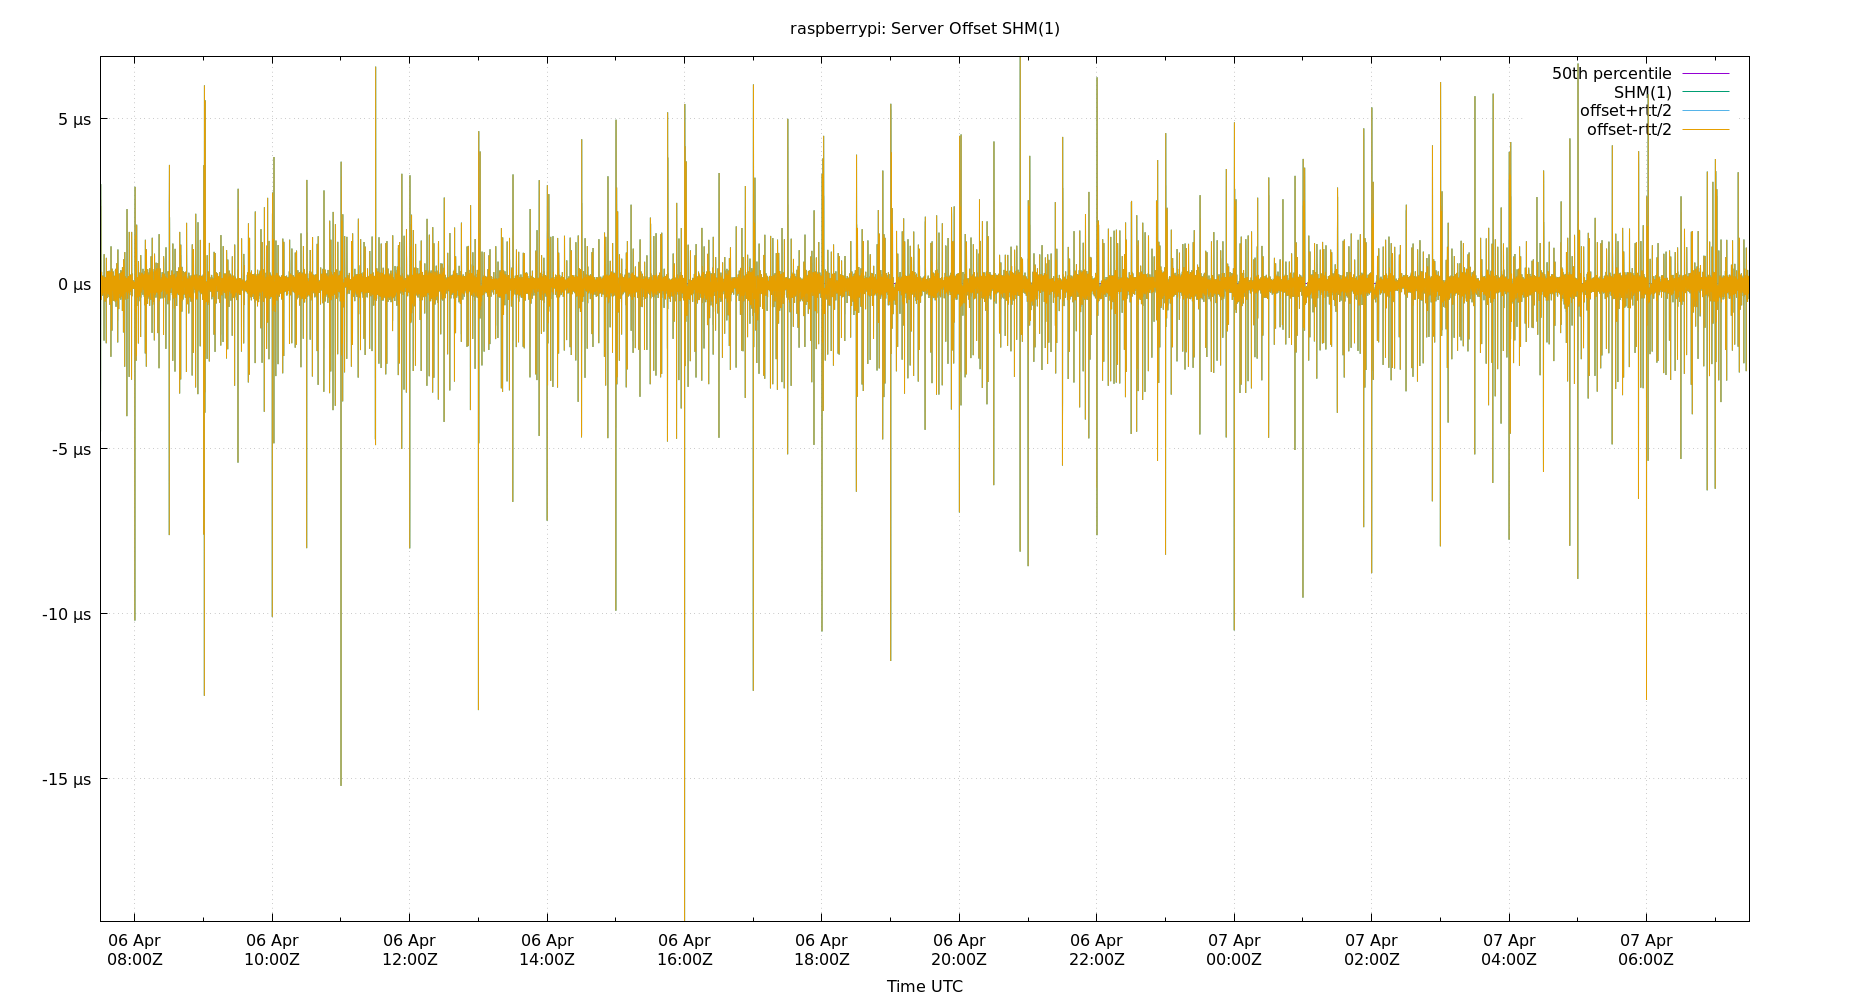 raspberrypi: Server Offset SHM(1)
50th percentile
SHM(1)
offset+rtt/2
offset-rtt/2
5 µs
0 µs
-5 µs
-10 µs
-15 µs
06 Apr 06 Apr 06 Apr 06 Apr 06 Apr 06 Apr 06 Apr 06 Apr 07 Apr 07 Apr 07 Apr 07 Apr
08:00Z 10:00Z 12:00Z 14:00Z 16:00Z 18:00Z 20:00Z 22:00Z 00:00Z 02:00Z 04:00Z 06:00Z
Time UTC